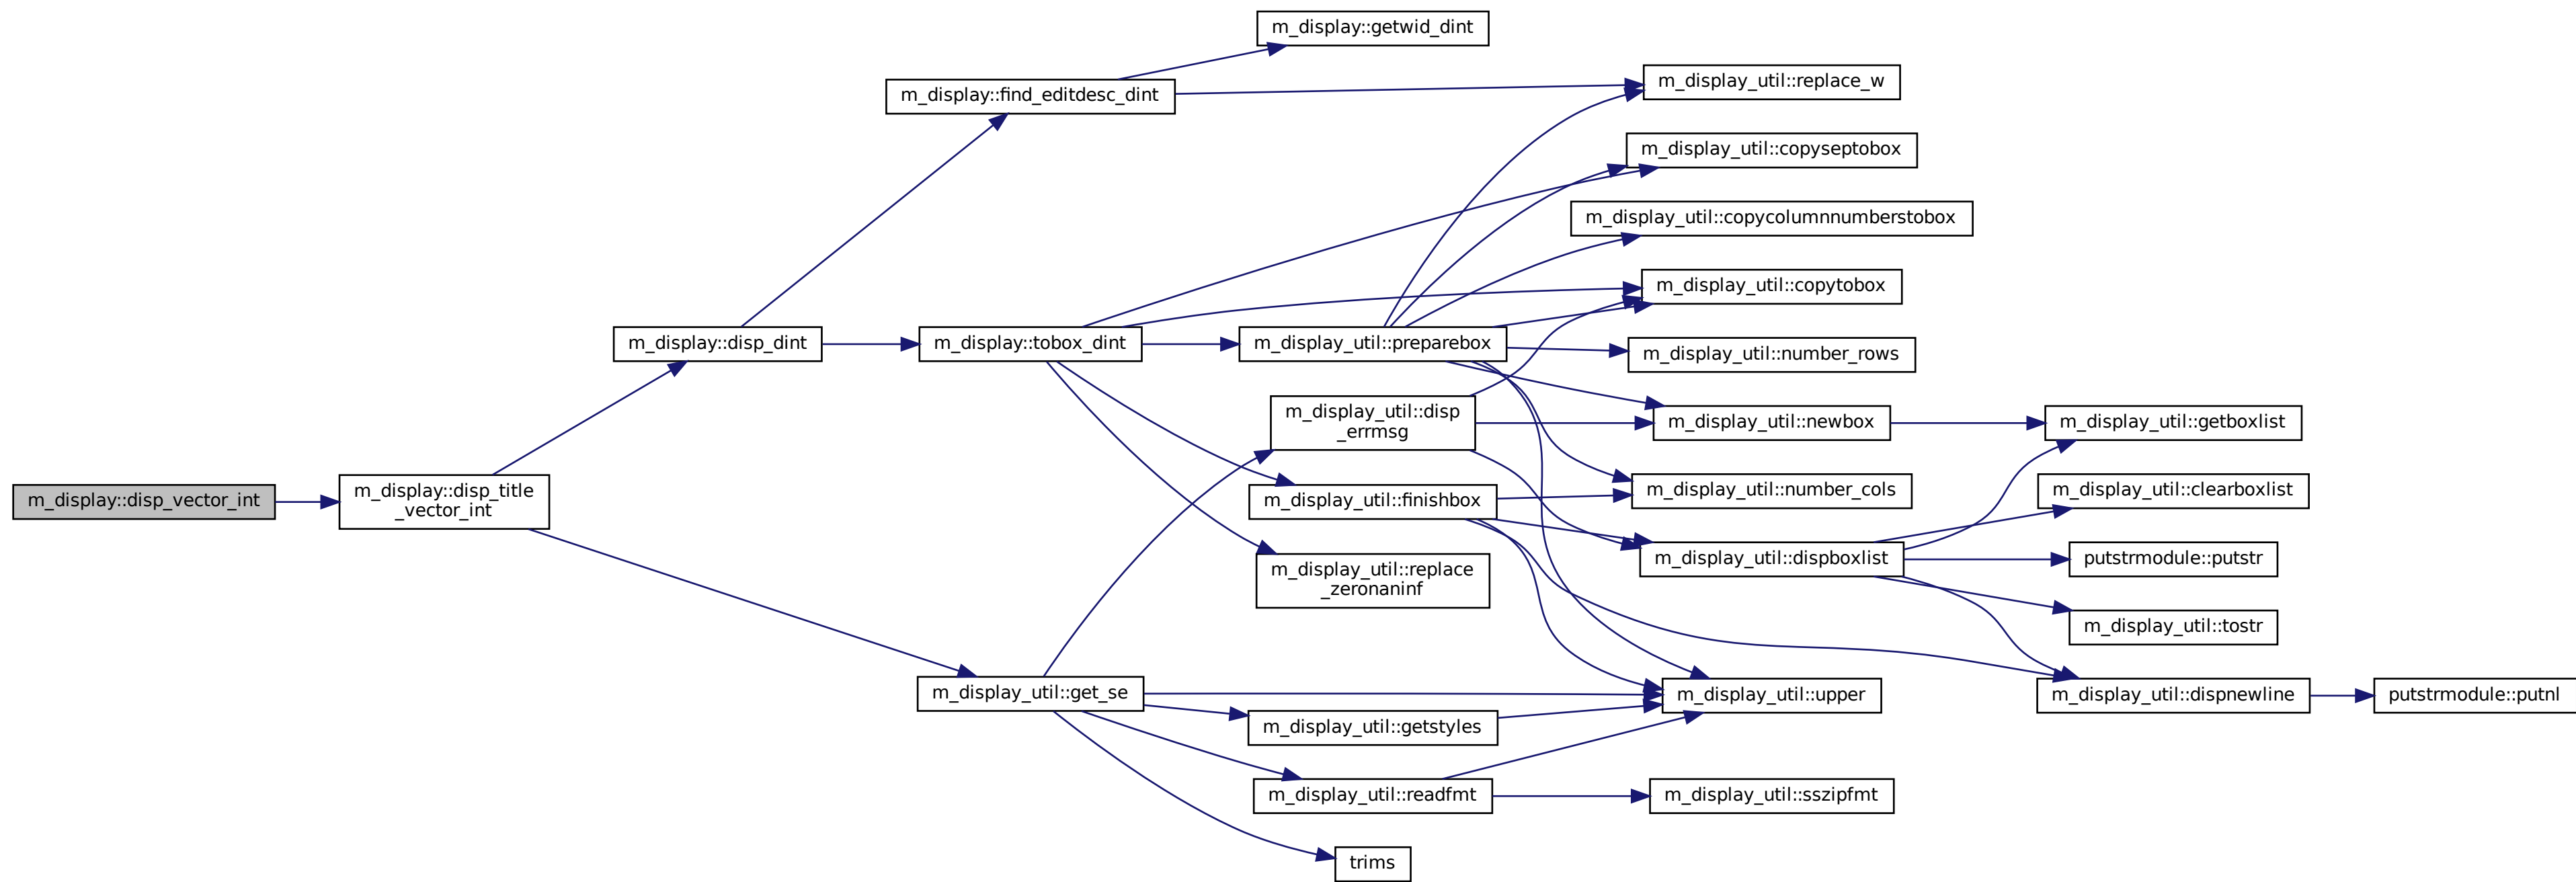 m_display::getwid_dint
m_display_util::replace_w
m_display::find_editdesc_dint
m_display_util::copyseptobox
m_display_util::copycolumnnumberstobox
m_display_util::copytobox
m_display::disp_dint
m_display::tobox_dint
m_display_util::preparebox
m_display_util::number_rows
m_display_util::disp
_errmsg
m_display_util::newbox
m_display_util::getboxlist
m_display::disp_vector_int
m_display::disp_title
_vector_int
m_display_util::finishbox
m_display_util::number_cols
m_display_util::clearboxlist
m_display_util::dispboxlist
putstrmodule::putstr
m_display_util::replace
_zeronaninf
m_display_util::tostr
m_display_util::get_se
m_display_util::upper
m_display_util::dispnewline
putstrmodule::putnl
m_display_util::getstyles
m_display_util::readfmt
m_display_util::sszipfmt
trims